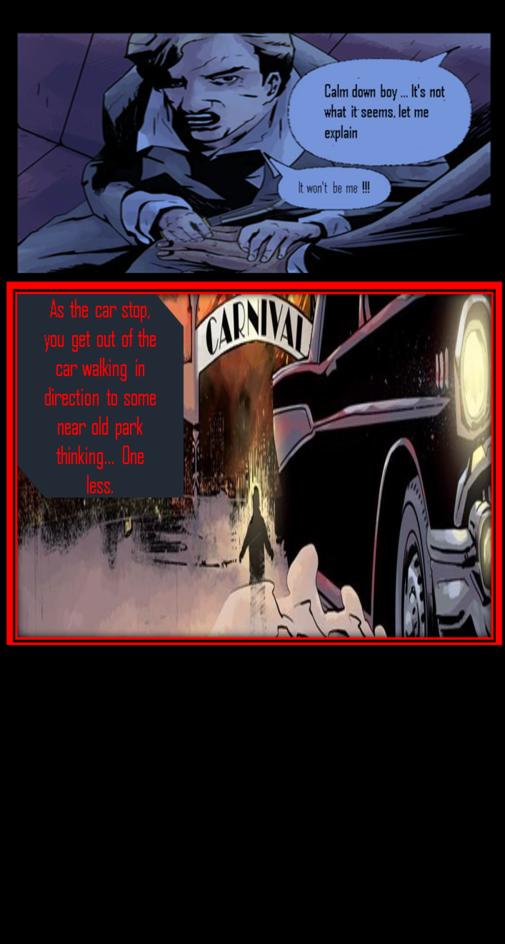 Calm down boy ... It's not
what it seems, let me
explain
It won't be me !!!
As the car stop,
you get out of the
car walking in
direction to some
near old park
thinking... One
less.
CARNIVAL